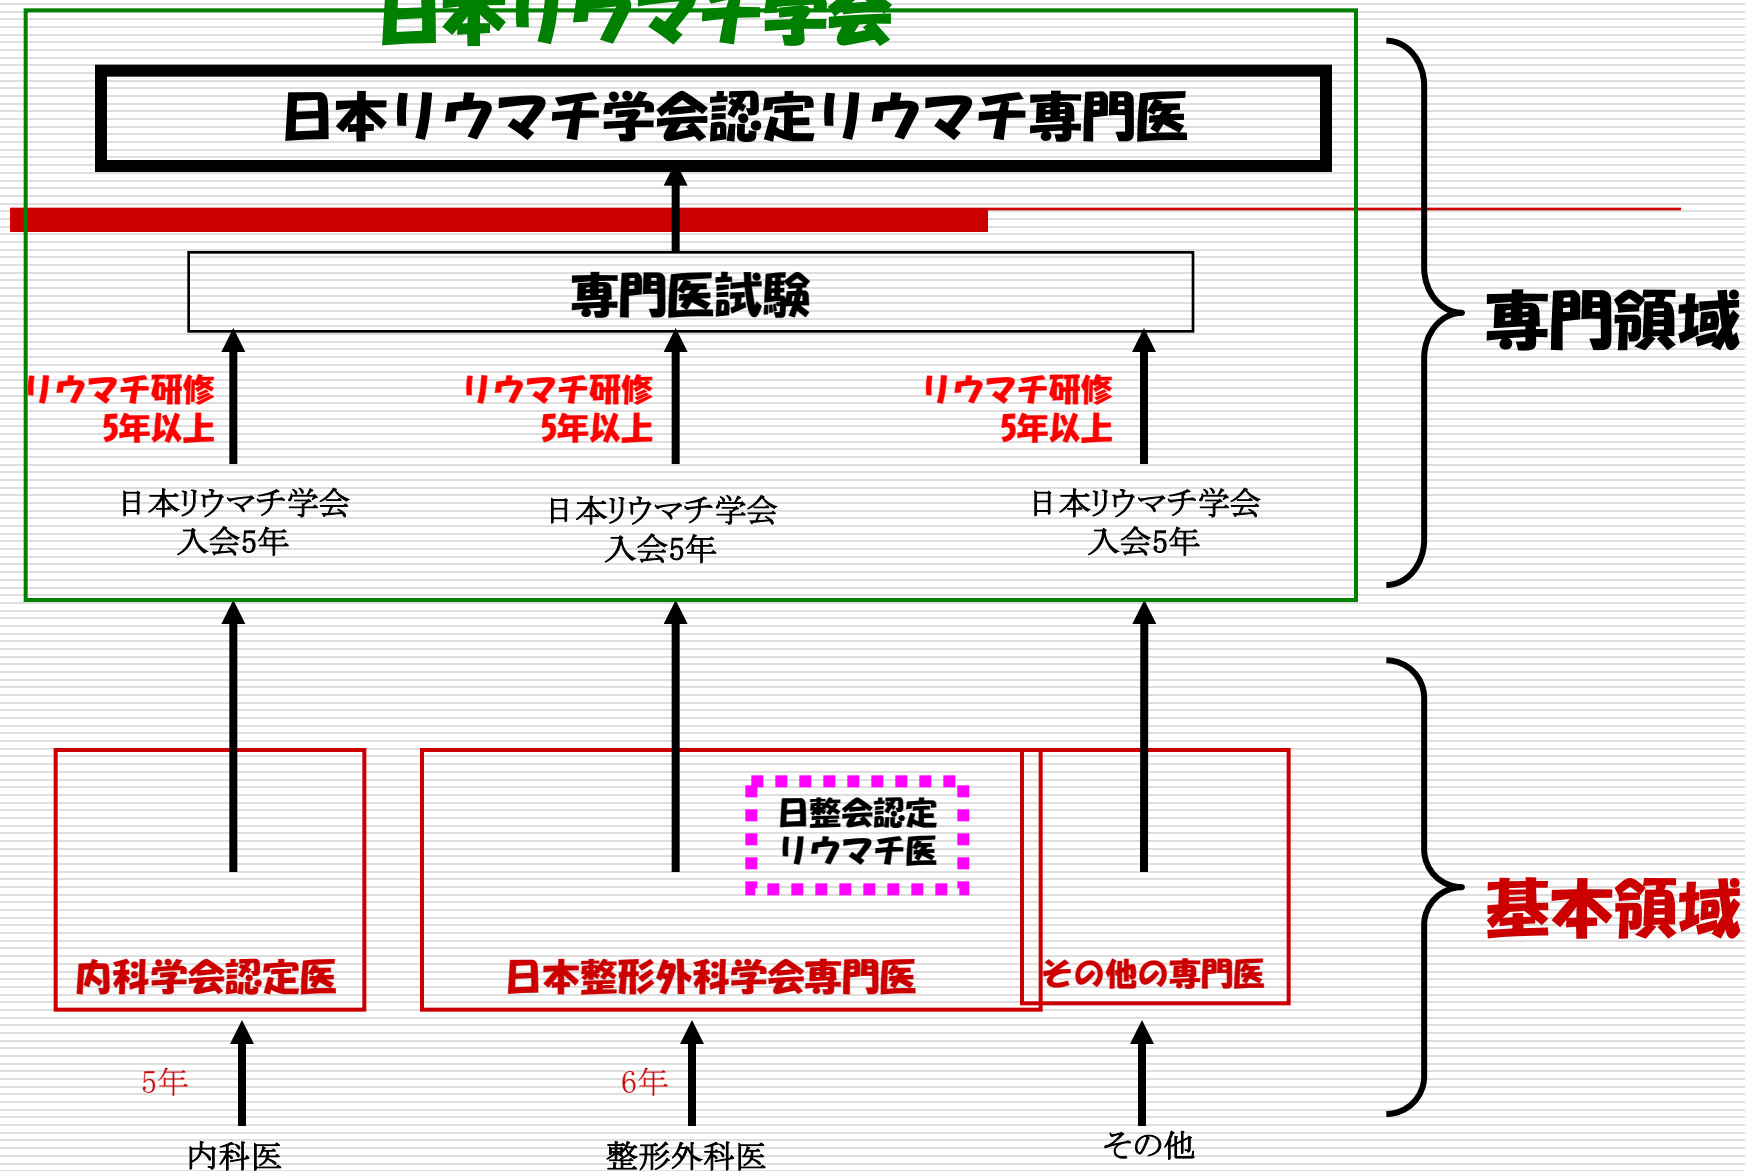 日本リウマチ学会
日本リウマチ学会認定リウマチ専門医
専門医試験
専門領域
リウマチ研修
5年以上
リウマチ研修
5年以上
リウマチ研修
5年以上
日本リウマチ学会
入会5年
日本リウマチ学会
入会5年
日本リウマチ学会
入会5年
日整会認定
リウマチ医
基本領域
内科学会認定医
日本整形外科学会専門医
その他の専門医
5年
6年
内科医
整形外科医
その他